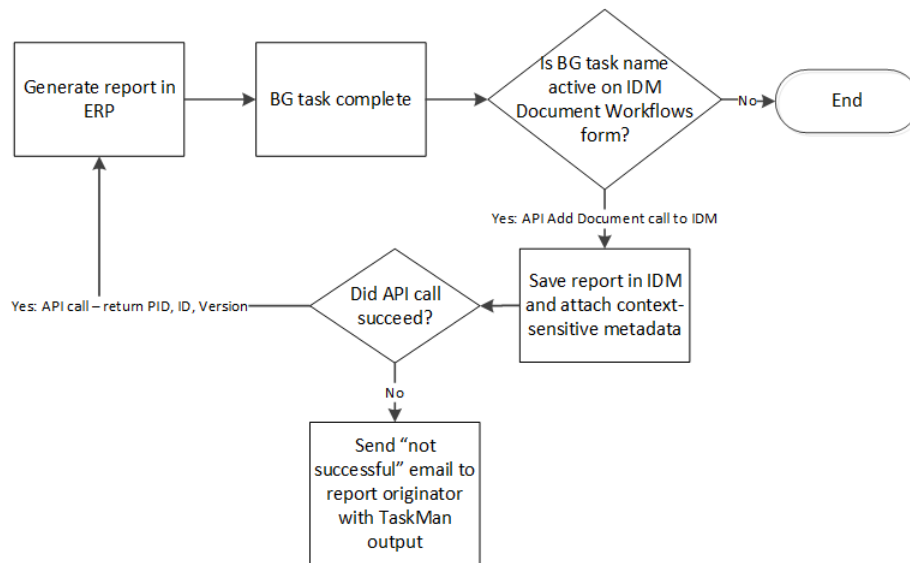 Generate report in
ERP
BG task complete
Is BG task name
active on IDM
Document Workflows
form?
No
End
Yes: API Add Document call to IDM
Save report in IDM
and attach context-
sensitive metadata
Did API call
succeed?
Yes: API call – return PID, ID, Version
No
Send “not
successful” email to
report originator
with TaskMan
output